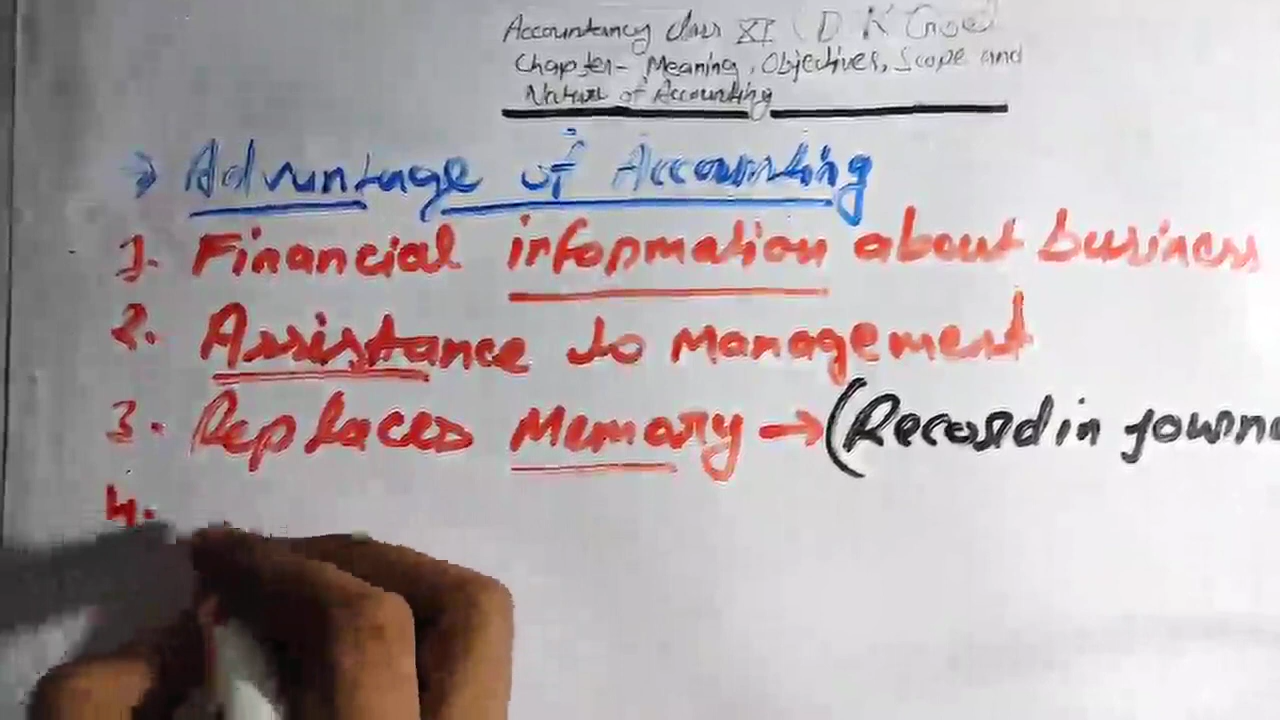 Accountancy class XI (D K Goel
Chapter- Meaning, Objectives, Scope and
Nature of Accounting
→ Advantage of Accounting
1. Financial information about business
2. Assistance to Management
3. Replaces Memory → (Record in journa
4.